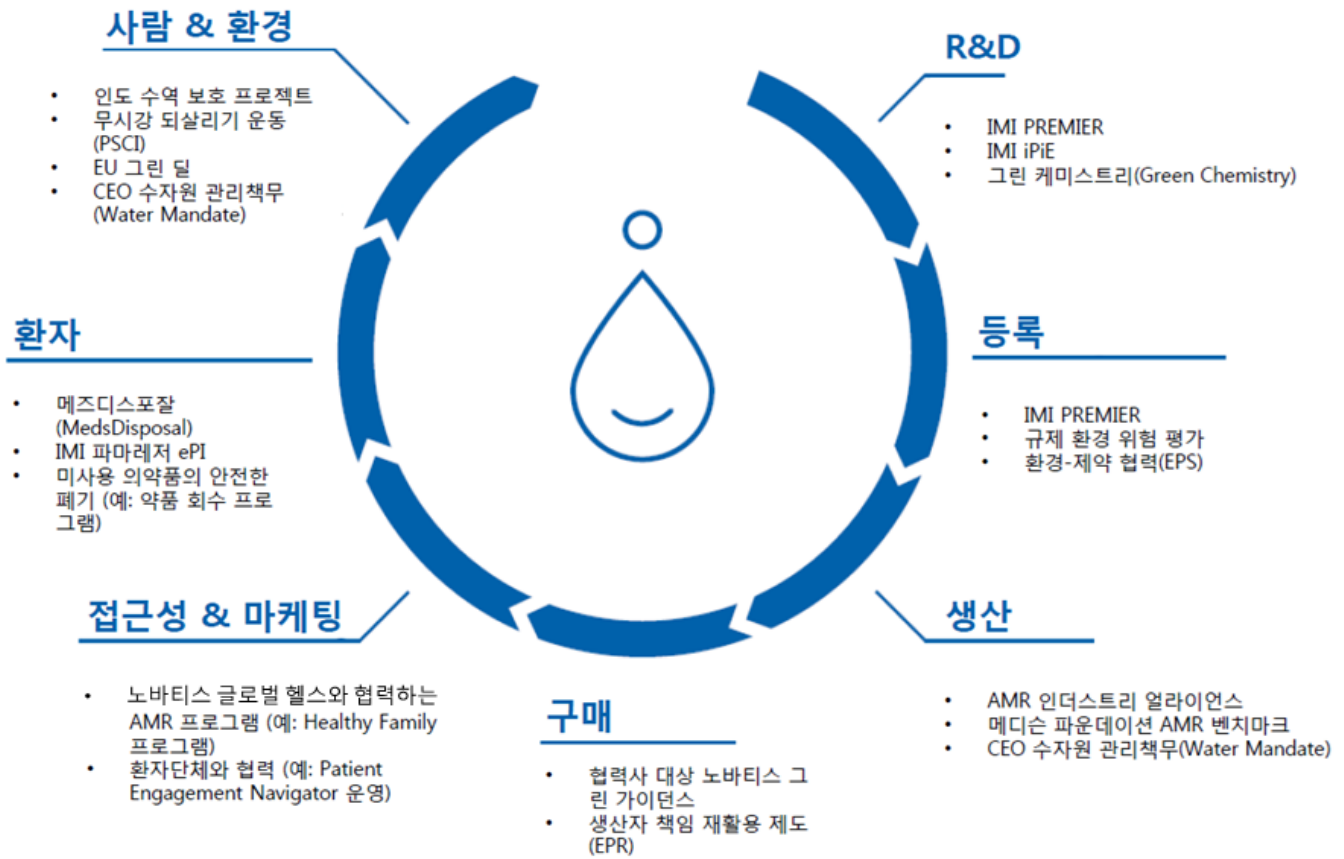 사람 & 환경
• 인도 수역 보호 프로젝트
• 무시강 되살리기 운동
(PSCI)
• EU 그린 딜
• CEO 수자원 관리책무
(Water Mandate)
R&D
• IMI PREMIER
• IMI iPiE
• 그린 케미스트리(Green Chemistry)
환자
• 메즈디스포잘
(MedsDisposal)
• IMI 파마레저 ePI
• 미사용 의약품의 안전한
폐기 (예: 약품 회수 프로
그램)
등록
• IMI PREMIER
• 규제 환경 위험 평가
• 환경-제약 협력(EPS)
접근성 & 마케팅
• 노바티스 글로벌 헬스와 협력하는
AMR 프로그램 (예: Healthy Family
프로그램)
• 환자단체와 협력 (예: Patient
Engagement Navigator 운영)
구매
• 협력사 대상 노바티스 그
린 가이던스
• 생산자 책임 재활용 제도
(EPR)
생산
• AMR 인더스트리 얼라이언스
• 메디슨 파운데이션 AMR 벤치마크
• CEO 수자원 관리책무(Water Mandate)